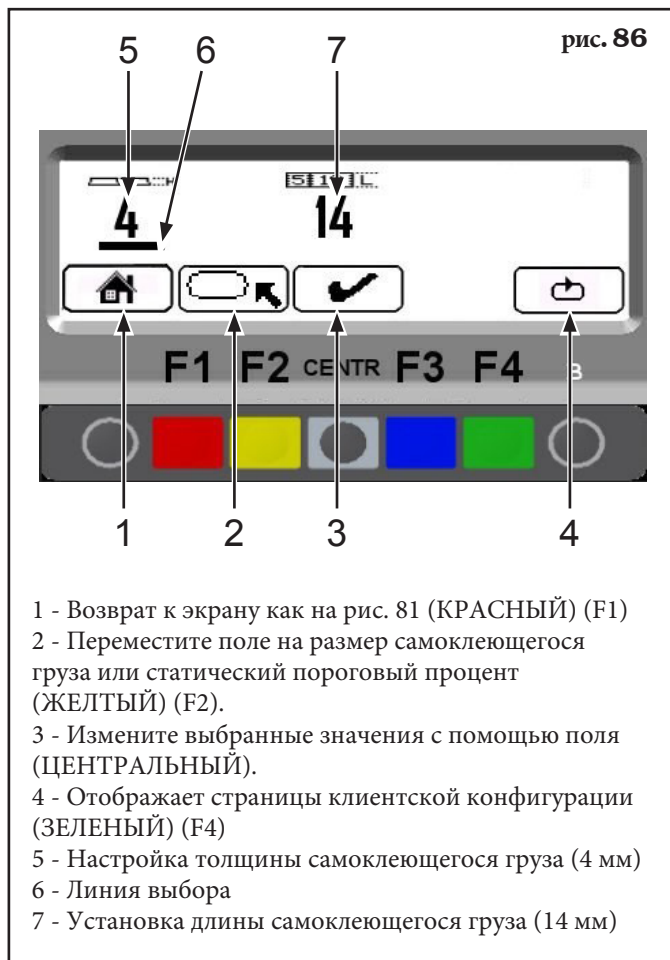 рис. 86
5 6 7
4 14
F1 F2 CENTR F3 F4 B
1 2 3 4
1 - Возврат к экрану как на рис. 81 (КРАСНЫЙ) (F1)
2 - Переместите поле на размер самоклеющегося
груза или статический пороговый процент
(ЖЕЛТЫЙ) (F2).
3 - Измените выбранные значения с помощью поля
(ЦЕНТРАЛЬНЫЙ).
4 - Отображает страницы клиентской конфигурации
(ЗЕЛЕНЫЙ) (F4)
5 - Настройка толщины самоклеющегося груза (4 мм)
6 - Линия выбора
7 - Установка длины самоклеющегося груза (14 мм)